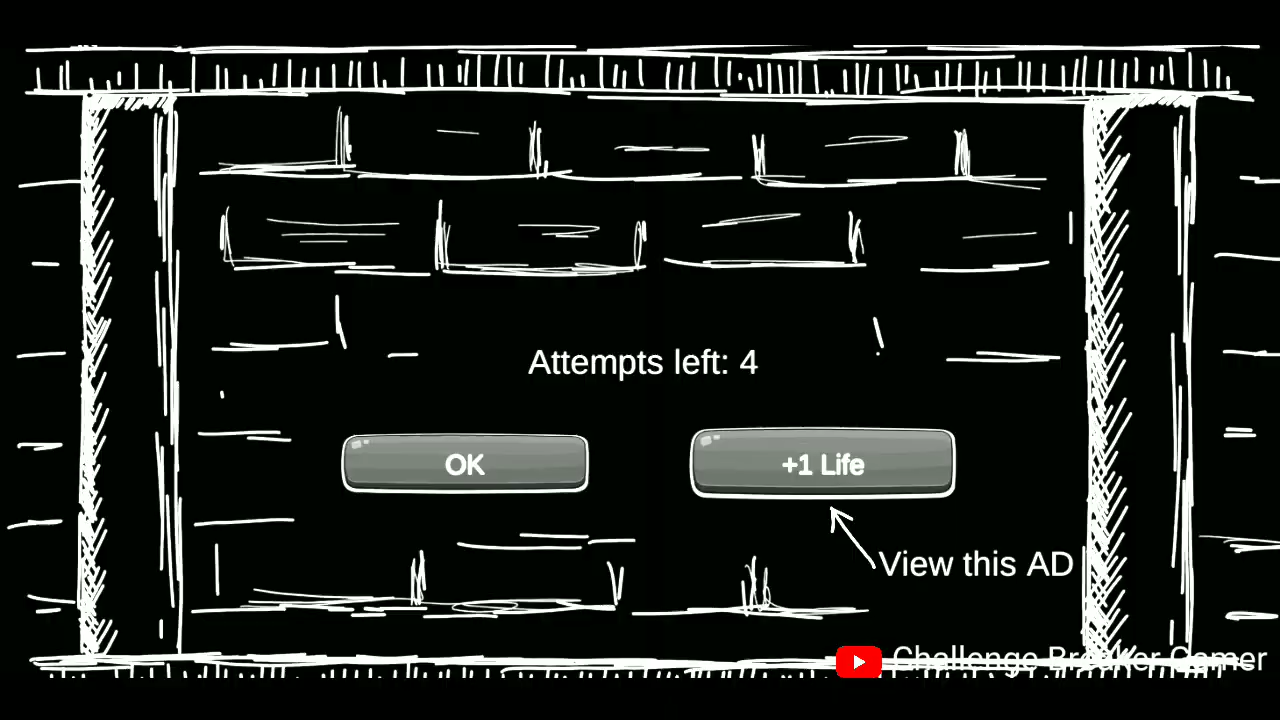 Attempts left: 4
OK
+1 Life
View this AD
Challenge Breaker Gamer